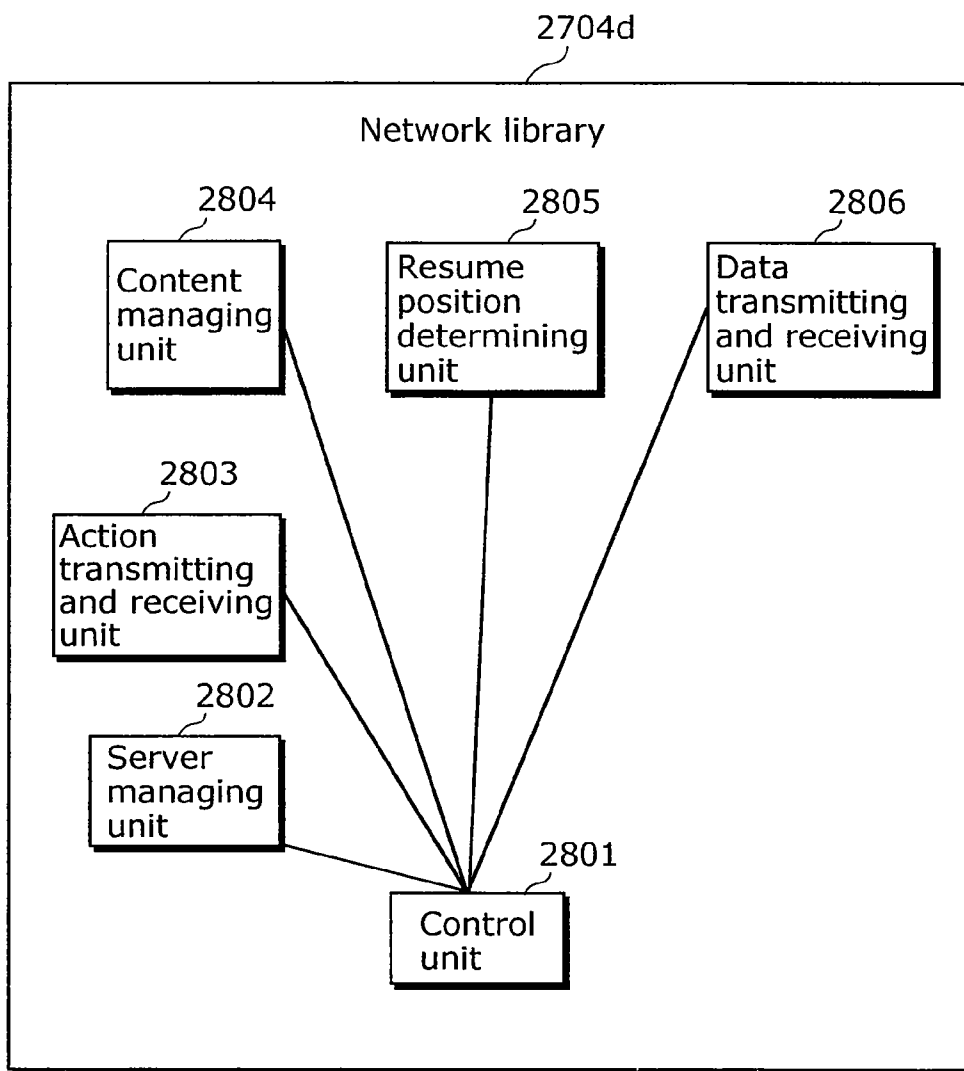 2704d
Network library
2804
Content
managing
unit
2805
Resume
position
determining
unit
2806
Data
transmitting
and receiving
unit
2803
Action
transmitting
and receiving
unit
2802
Server
managing
unit
2801
Control
unit